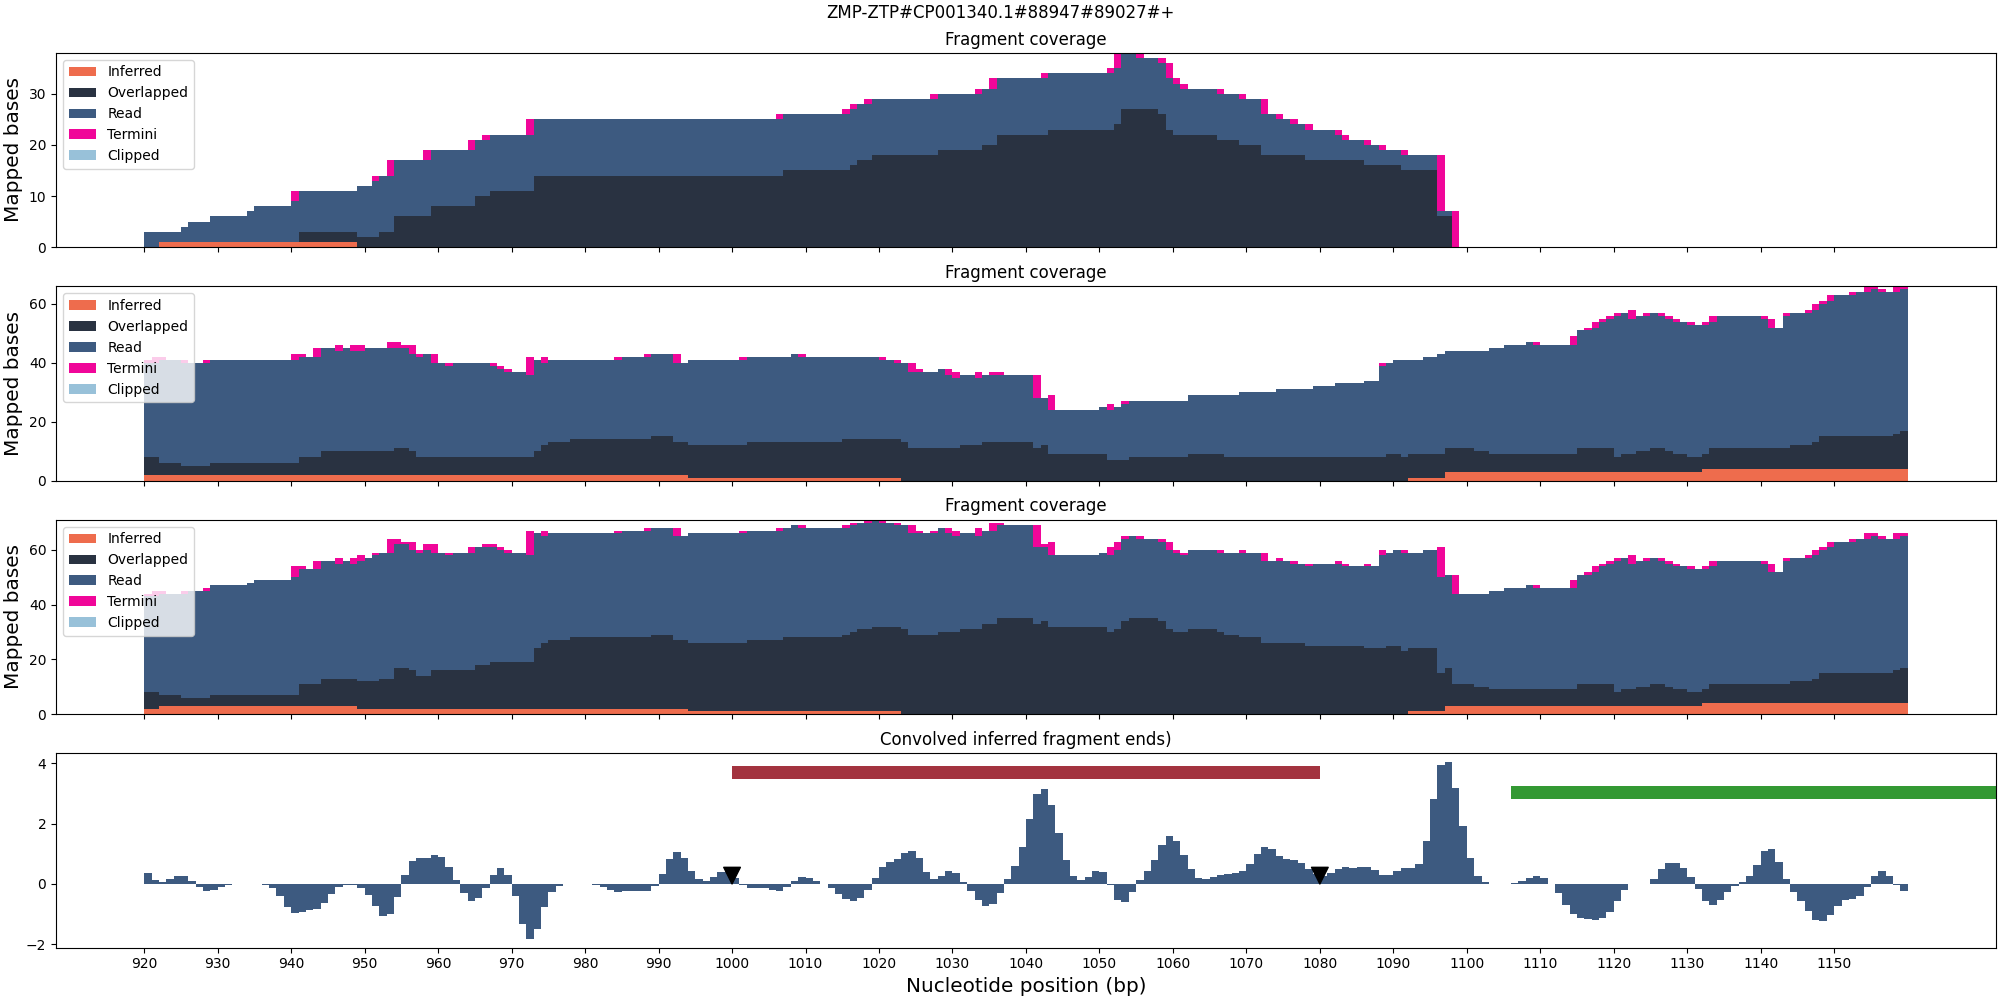 ZMP-ZTP#CP001340.1#88947#89027#+
Fragment coverage
Mapped bases
30
20
10
0
Inferred
Overlapped
Read
Termini
Clipped
Fragment coverage
Mapped bases
60
40
20
0
Inferred
Overlapped
Read
Termini
Clipped
Fragment coverage
Mapped bases
60
40
20
0
Inferred
Overlapped
Read
Termini
Clipped
Convolved inferred fragment ends)
4
2
0
−2
920 930 940 950 960 970 980 990 1000 1010 1020 1030 1040 1050 1060 1070 1080 1090 1100 1110 1120 1130 1140 1150
Nucleotide position (bp)